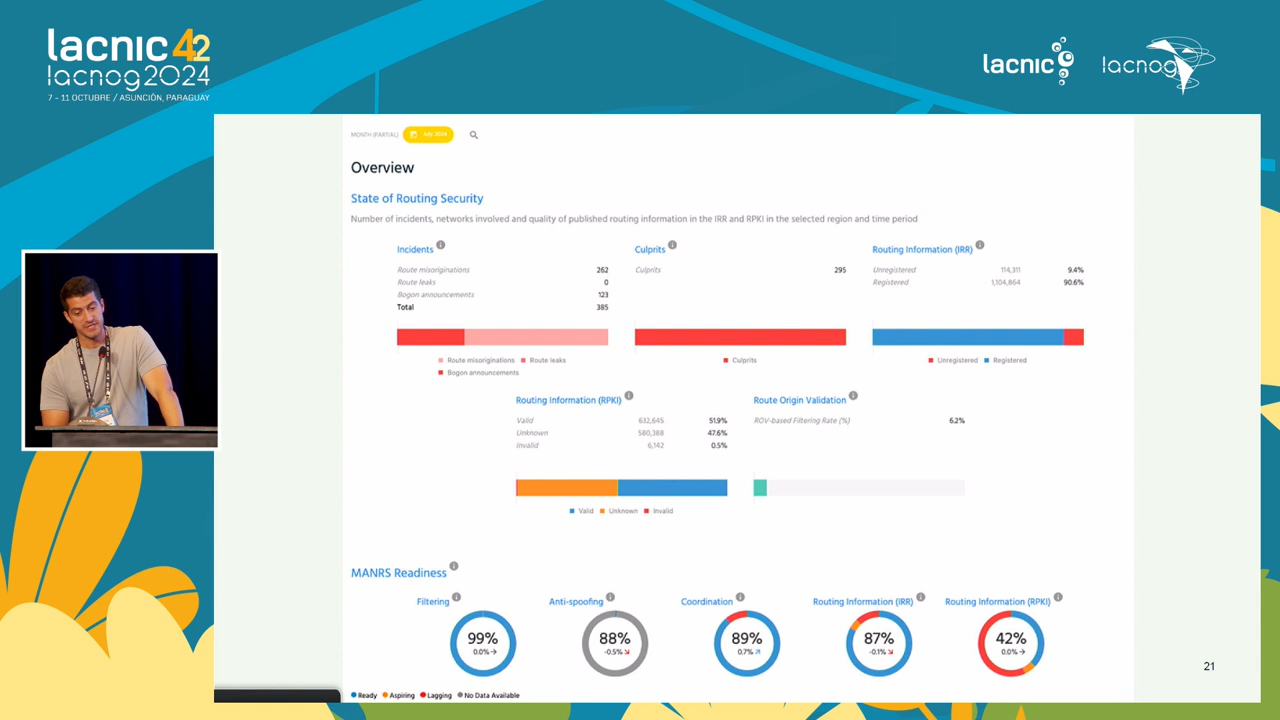 lacnic 42
lacnog2024
7 - 11 OCTUBRE / ASUNCIÓN, PARAGUAY
lacnic
lacnog
MONTH (PARTIAL)
July 2024
Overview
State of Routing Security
Number of incidents, networks involved and quality of published routing information in the IRR and RPKI in the selected region and time period
Incidents
Route misoriginations 262
Route leaks 0
Bogon announcements 123
Total 385
Route misoriginations Route leaks
Bogon announcements
Culprits
Culprits 295
Culprits
Routing Information (IRR)
Unregistered 114,311 9.4%
Registered 1,104,864 90.6%
Unregistered Registered
Routing Information (RPKI)
Valid 632,645 51.9%
Unknown 580,388 47.6%
Invalid 6,142 0.5%
Valid Unknown Invalid
Route Origin Validation
ROV-based Filtering Rate (%) 6.2%
MANRS Readiness
Filtering
99%
0.0% →
Anti-spoofing
88%
-0.5% ↘
Coordination
89%
0.7% ↗
Routing Information (IRR)
87%
-0.1% ↘
Routing Information (RPKI)
42%
0.0% →
Ready Aspiring Lagging No Data Available
21